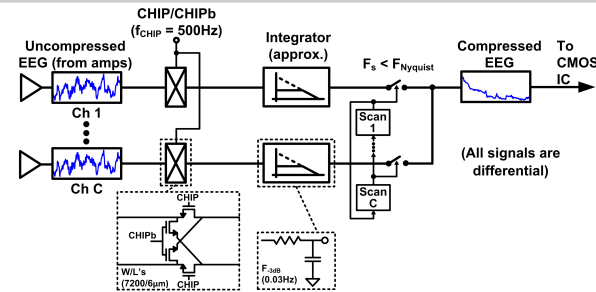 CHIP/CHIPb
(fCHIP = 500Hz)
Uncompressed
EEG (from amps)
Integrator
(approx.)
Fs < FNyquist
Compressed
EEG
To
CMOS
IC
Ch 1
Scan
1
(All signals are
differential)
Ch C
Scan
C
CHIP
CHIPb
W/L's
(7200/6μm)
CHIP
F-3dB
(0.03Hz)